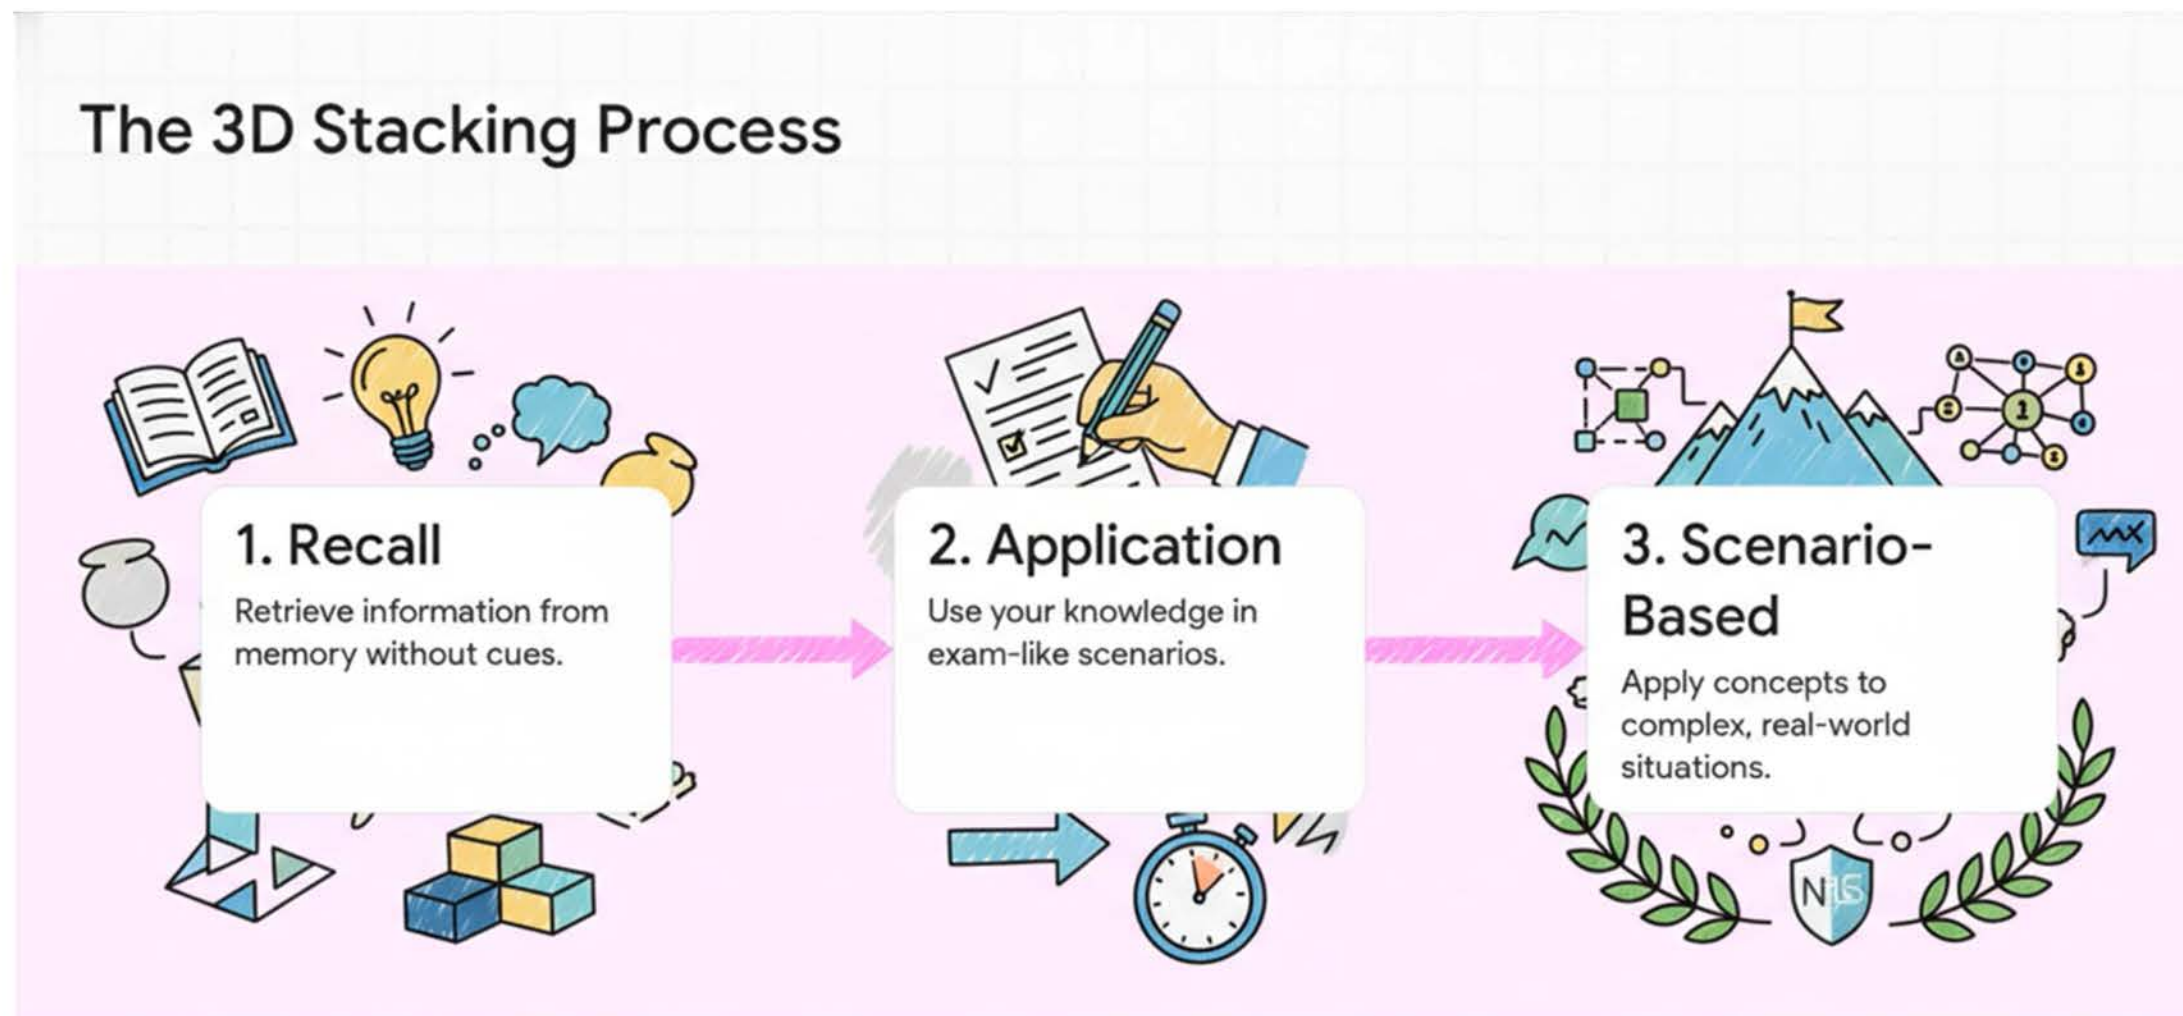 The 3D Stacking Process
1. Recall
Retrieve information from
memory without cues.
2. Application
Use your knowledge in
exam-like scenarios.
3. Scenario-
Based
Apply concepts to
complex, real-world
situations.